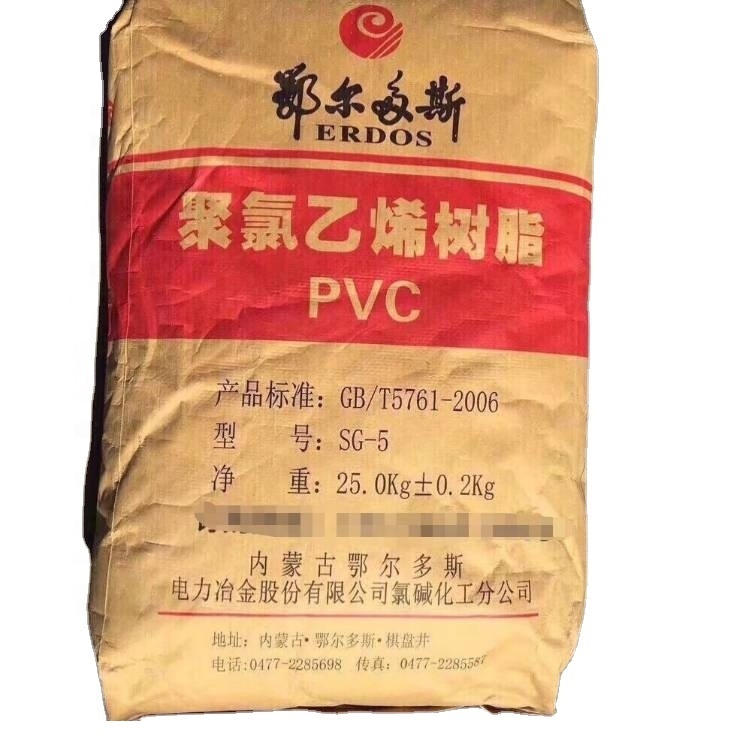 鄂尔多斯
ERDOS
聚氯乙烯树脂
PVC
产品标准：GB/T5761-2006
型　号：SG-5
净　重：25.0Kg±0.2Kg
内蒙古鄂尔多斯
电力冶金股份有限公司氯碱化工分公司
地址：内蒙古·鄂尔多斯·棋盘井
电话:0477-2285698 传真：0477-2285587